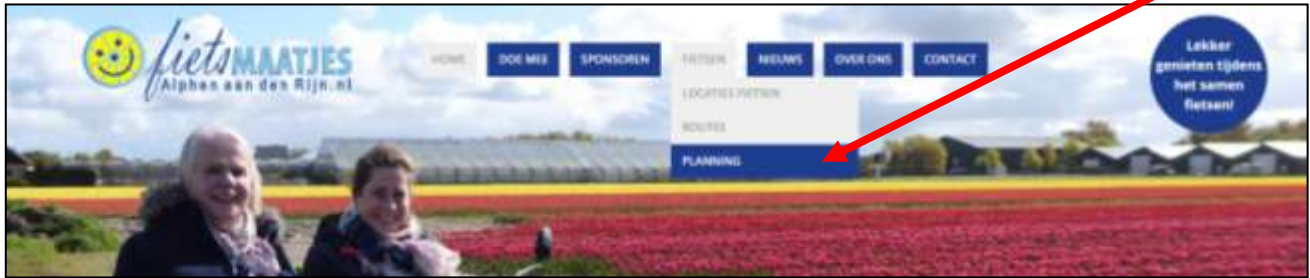 fietsMAATJES
Alphen aan den Rijn.nl
HOME DOE MEE SPONSOREN FIETSEN NIEUWS OVER ONS CONTACT
LOCATIES FIETSEN
ROUTES
PLANNING
Lekker
genieten tijdens
het samen
fietsen!